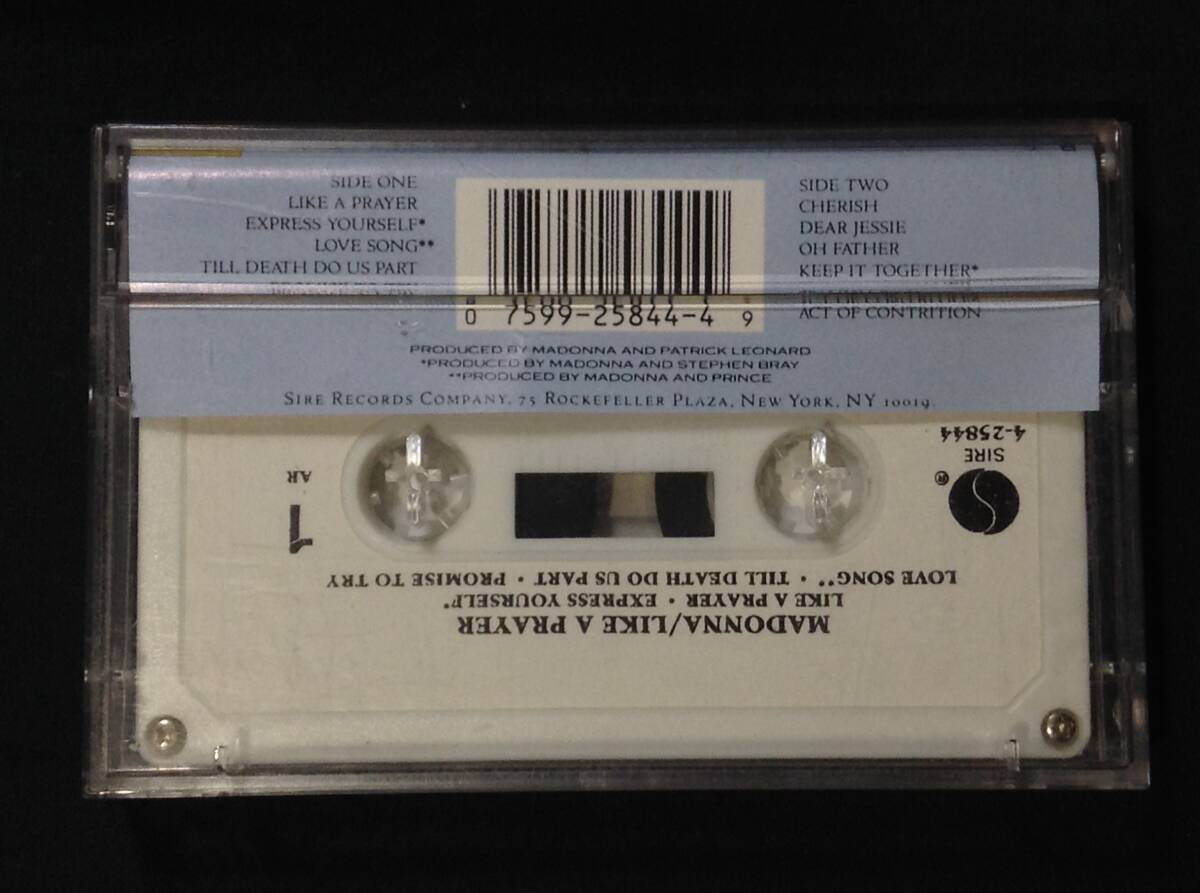 SIDE ONE
LIKE A PRAYER
EXPRESS YOURSELF*
LOVE SONG**
TILL DEATH DO US PART
SIDE TWO
CHERISH
DEAR JESSIE
OH FATHER
KEEP IT TOGETHER*
ACT OF CONTRITION
0 7599-25844-4 9
PRODUCED BY MADONNA AND PATRICK LEONARD
*PRODUCED BY MADONNA AND STEPHEN BRAY
**PRODUCED BY MADONNA AND PRINCE
SIRE RECORDS COMPANY, 75 ROCKEFELLER PLAZA, NEW YORK, NY 10019.
MADONNA/LIKE A PRAYER
LIKE A PRAYER • EXPRESS YOURSELF*
LOVE SONG** • TILL DEATH DO US PART • PROMISE TO TRY
1
AR
®
SIRE
4-25844